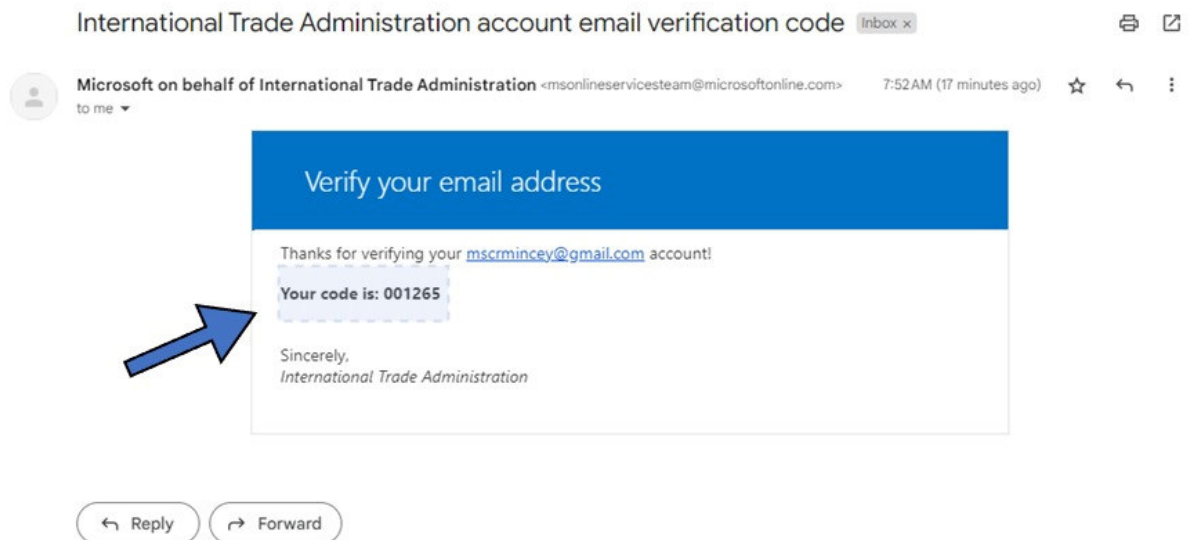 International Trade Administration account email verification code Inbox ×
Microsoft on behalf of International Trade Administration <msonlineservicesteam@microsoftonline.com> 7:52 AM (17 minutes ago)
to me
Verify your email address
Thanks for verifying your mscrmincey@gmail.com account!
Your code is: 001265
Sincerely,
International Trade Administration
Reply Forward